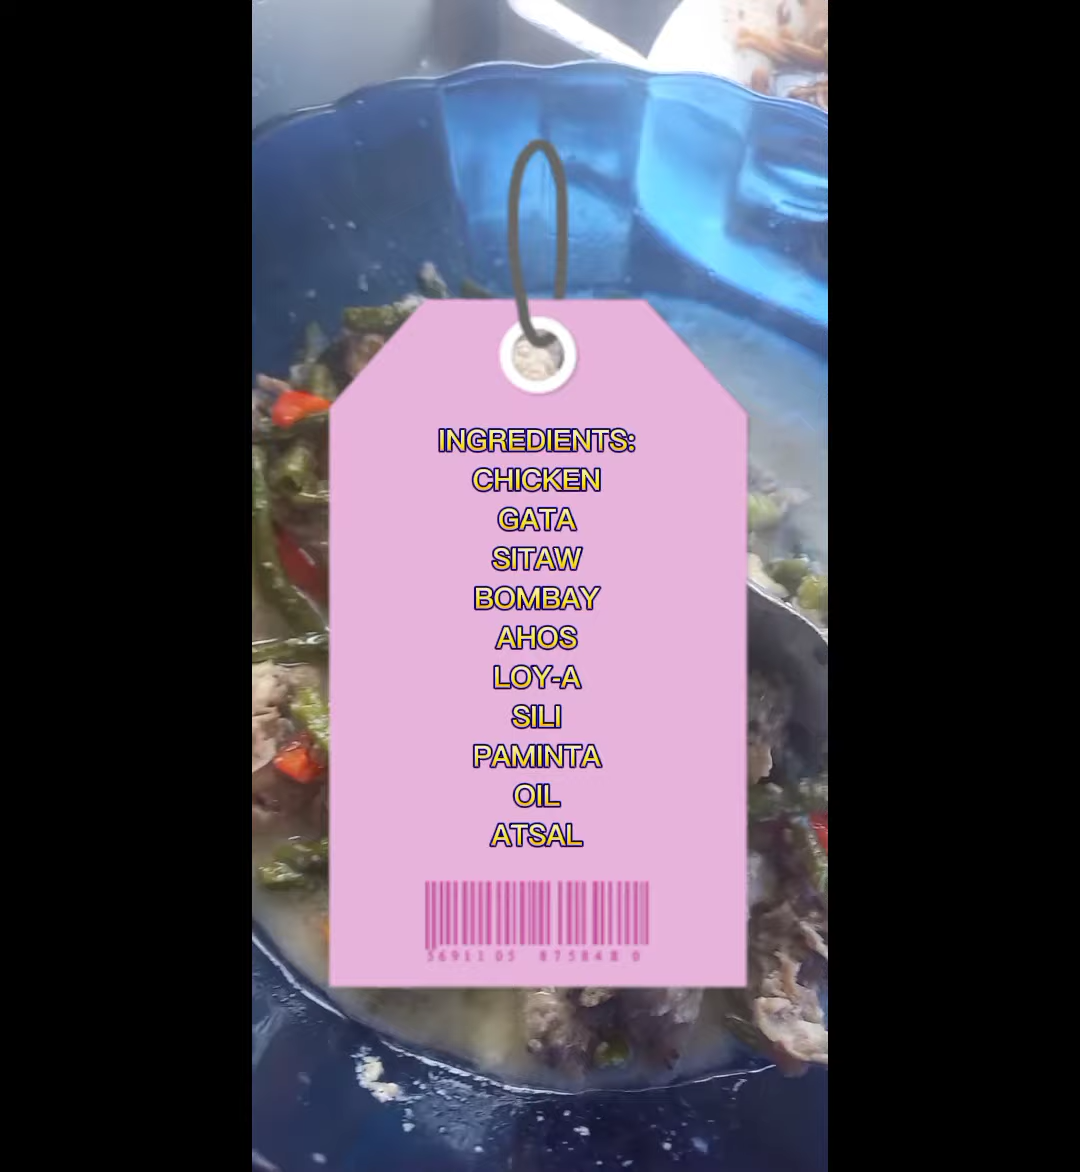 INGREDIENTS:
CHICKEN
GATA
SITAW
BOMBAY
AHOS
LOY-A
SILI
PAMINTA
OIL
ATSAL